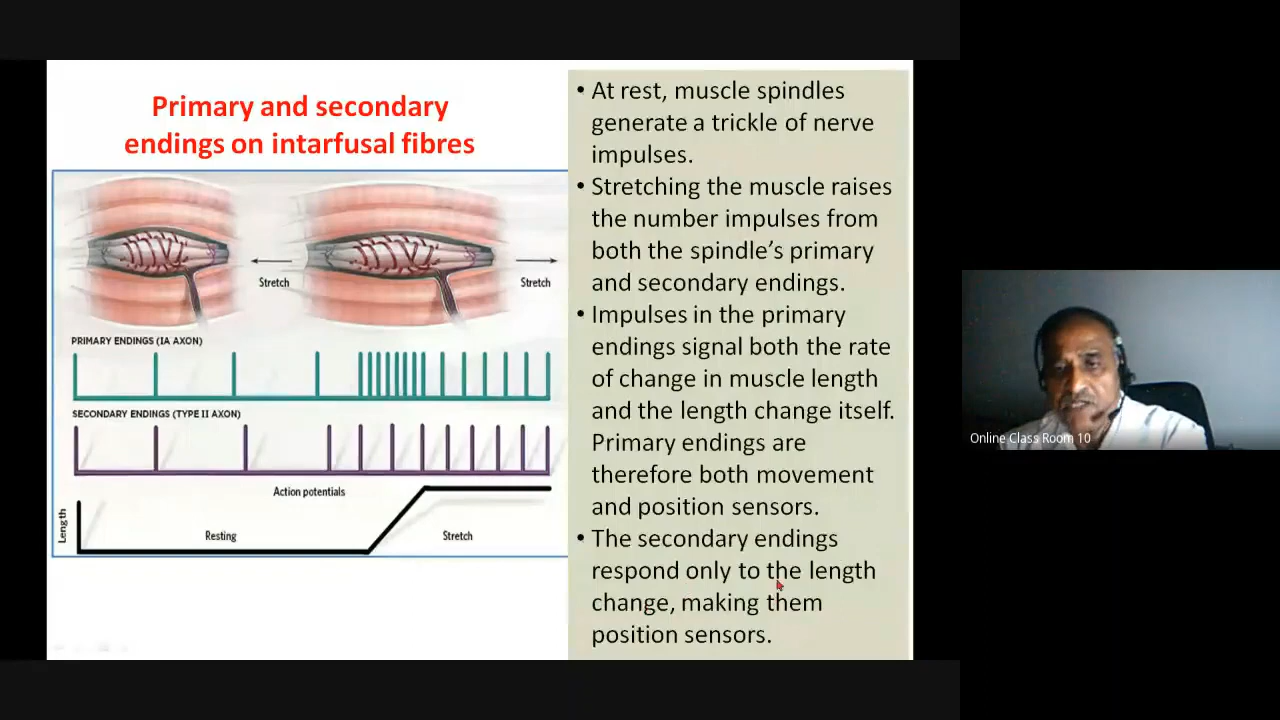 Primary and secondary
endings on intarfusal fibres
Stretch
Stretch
PRIMARY ENDINGS (IA AXON)
SECONDARY ENDINGS (TYPE II AXON)
Action potentials
Length
Resting
Stretch
• At rest, muscle spindles
generate a trickle of nerve
impulses.
• Stretching the muscle raises
the number impulses from
both the spindle’s primary
and secondary endings.
• Impulses in the primary
endings signal both the rate
of change in muscle length
and the length change itself.
Primary endings are
therefore both movement
and position sensors.
• The secondary endings
respond only to the length
change, making them
position sensors.
Online Class Room 10